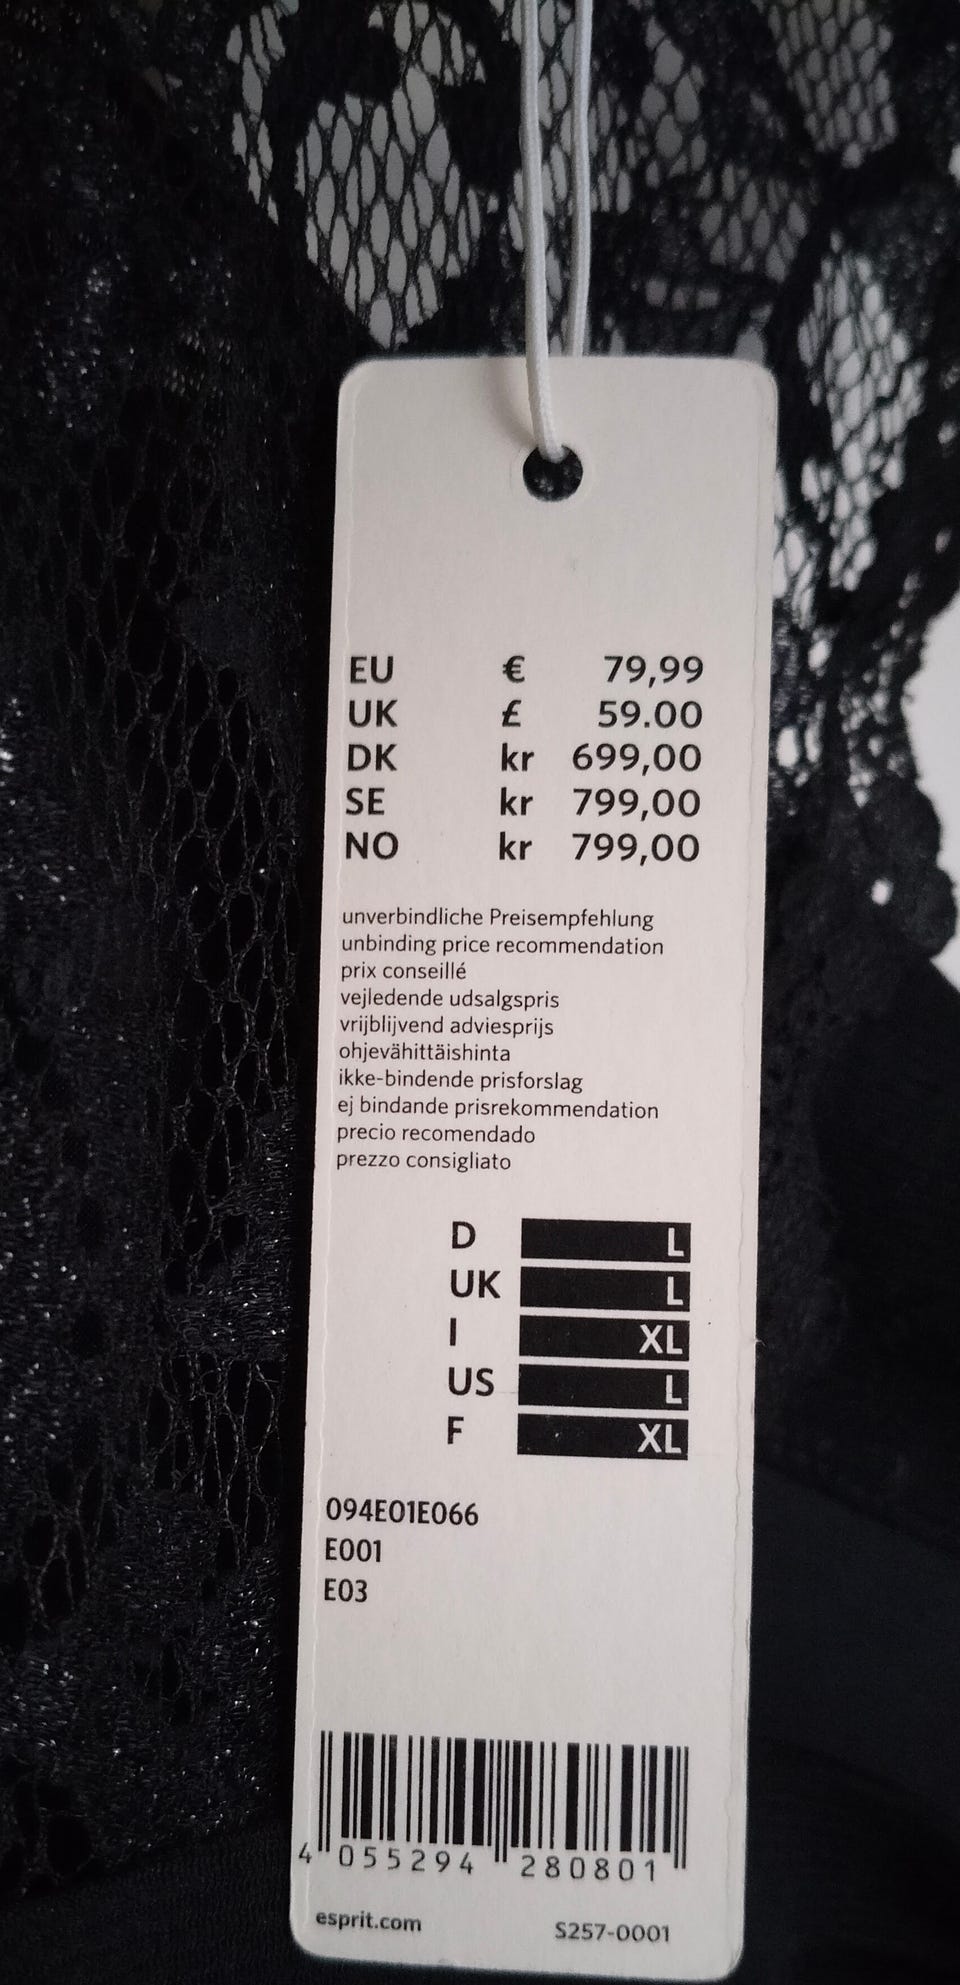 EU € 79,99
UK £ 59.00
DK kr 699,00
SE kr 799,00
NO kr 799,00
unverbindliche Preisempfehlung
unbinding price recommendation
prix conseillé
vejledende udsalgspris
vrijblijvend adviesprijs
ohjevähittäishinta
ikke-bindende prisforslag
ej bindande prisrekommendation
precio recomendado
prezzo consigliato
D L
UK L
I XL
US L
F XL
094E01E066
E001
E03
4 055294 280801
esprit.com S257-0001